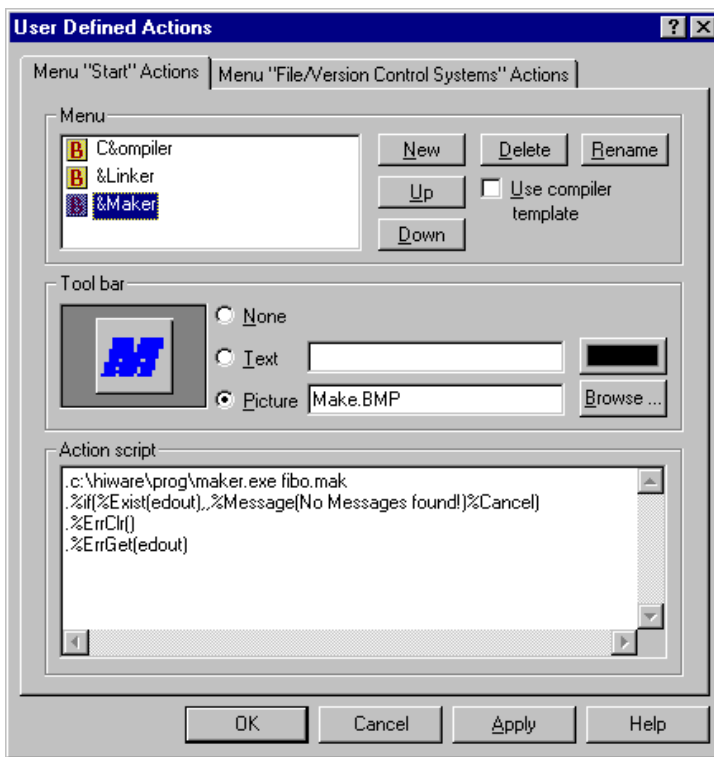 User Defined Actions
Menu "Start" Actions
Menu "File/Version Control Systems" Actions
Menu
C&ompiler
&Linker
&Maker
New
Delete
Rename
Up
Use compiler
template
Down
Tool bar
M
None
Text
Picture
Make.BMP
Browse ...
Action script
.c:\hiware\prog\maker.exe fibo.mak
.%if(%Exist(edout),,%Message(No Messages found!)%Cancel)
.%ErrClr()
.%ErrGet(edout)
OK
Cancel
Apply
Help